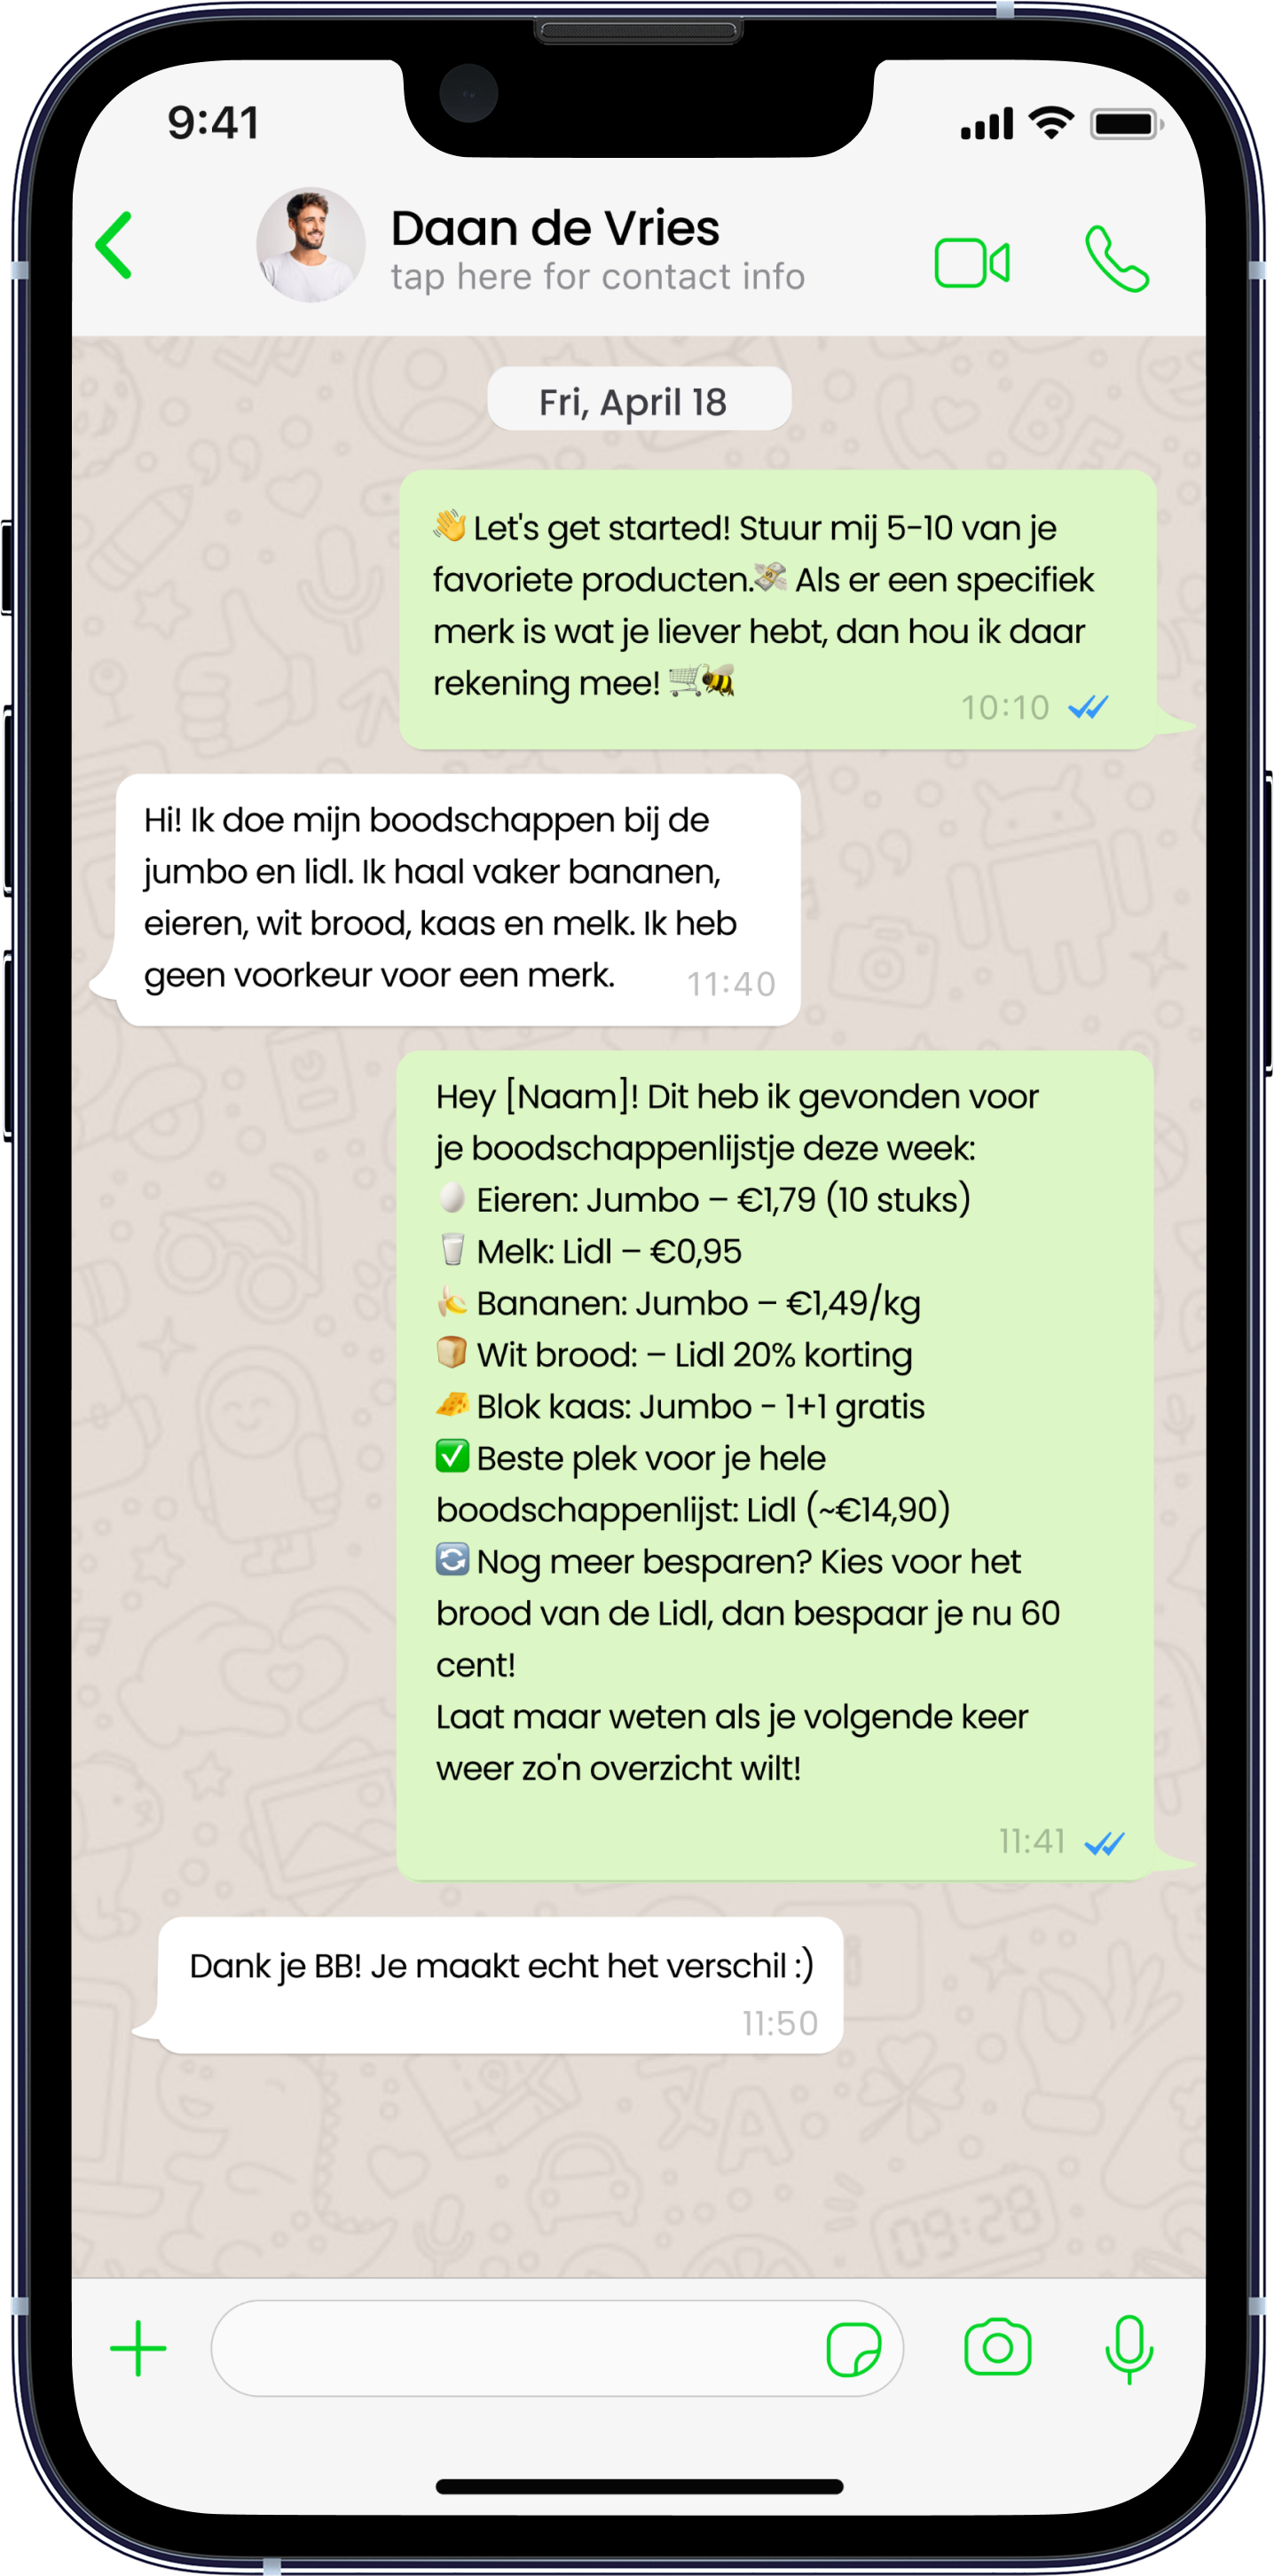 9:41
Daan de Vries
tap here for contact info
Fri, April 18
👋 Let's get started! Stuur mij 5-10 van je
favoriete producten.💸 Als er een specifiek
merk is wat je liever hebt, dan hou ik daar
rekening mee! 🛒🐝
10:10
Hi! Ik doe mijn boodschappen bij de
jumbo en lidl. Ik haal vaker bananen,
eieren, wit brood, kaas en melk. Ik heb
geen voorkeur voor een merk.
11:40
Hey [Naam]! Dit heb ik gevonden voor
je boodschappenlijstje deze week:
🥚 Eieren: Jumbo – €1,79 (10 stuks)
🥛 Melk: Lidl – €0,95
🍌 Bananen: Jumbo – €1,49/kg
🍞 Wit brood: – Lidl 20% korting
🧀 Blok kaas: Jumbo - 1+1 gratis
✅ Beste plek voor je hele
boodschappenlijst: Lidl (~€14,90)
🔄 Nog meer besparen? Kies voor het
brood van de Lidl, dan bespaar je nu 60
cent!
Laat maar weten als je volgende keer
weer zo'n overzicht wilt!
11:41
Dank je BB! Je maakt echt het verschil :)
11:50
09:28